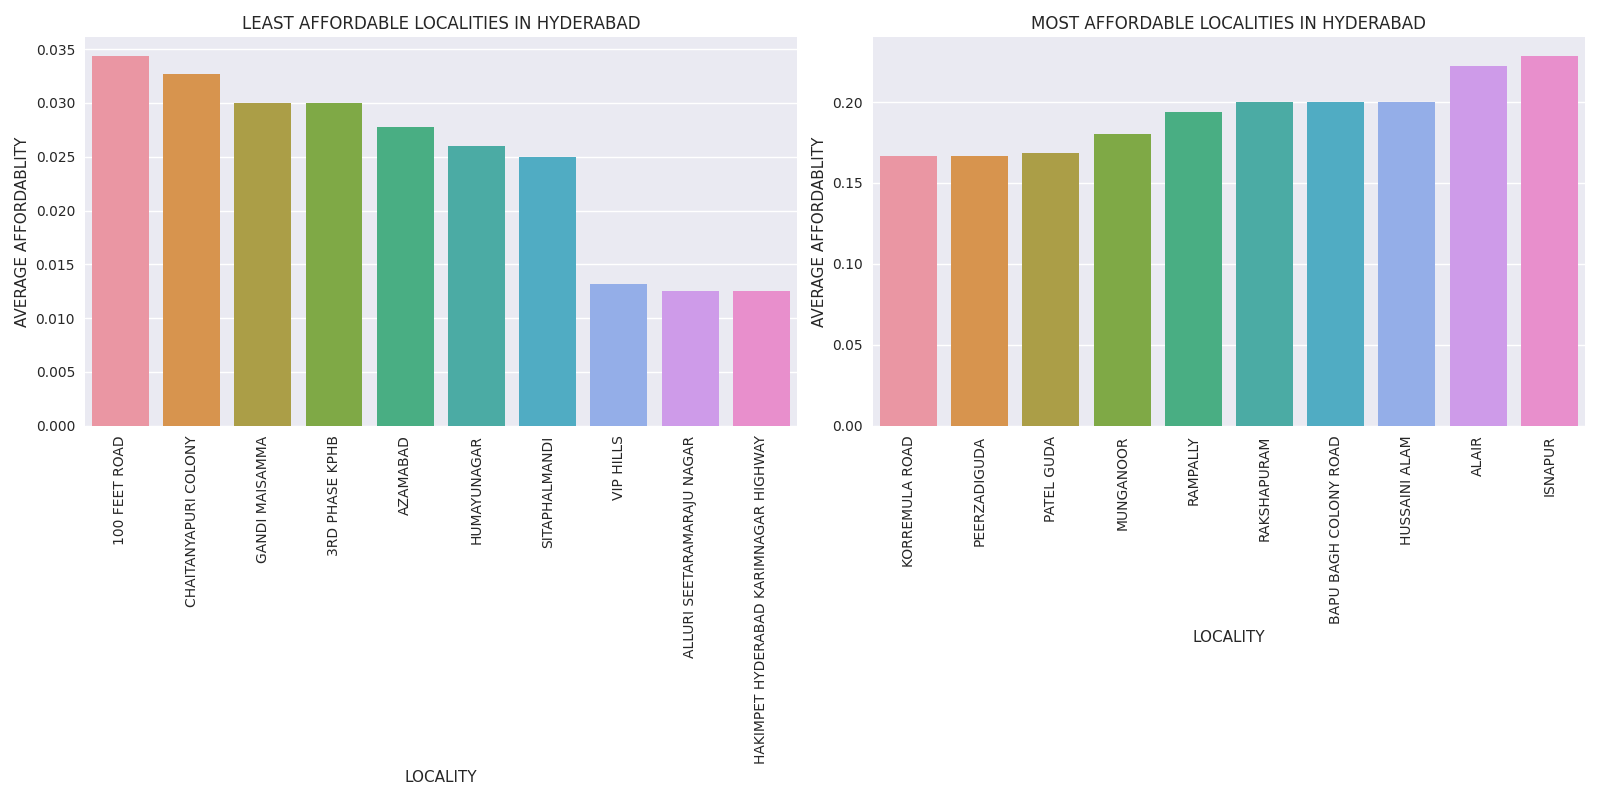 LEAST AFFORDABLE LOCALITIES IN HYDERABAD
AVERAGE AFFORDABLITY
0.035
0.030
0.025
0.020
0.015
0.010
0.005
0.000
100 FEET ROAD
CHAITANYAPURI COLONY
GANDI MAISAMMA
3RD PHASE KPHB
AZAMABAD
HUMAYUNAGAR
SITAPHALMANDI
VIP HILLS
ALLURI SEETARAMARAJU NAGAR
HAKIMPET HYDERABAD KARIMNAGAR HIGHWAY
LOCALITY
MOST AFFORDABLE LOCALITIES IN HYDERABAD
AVERAGE AFFORDABLITY
0.20
0.15
0.10
0.05
0.00
KORREMULA ROAD
PEERZADIGUDA
PATEL GUDA
MUNGANOOR
RAMPALLY
RAKSHAPURAM
BAPU BAGH COLONY ROAD
HUSSAINI ALAM
ALAIR
ISNAPUR
LOCALITY